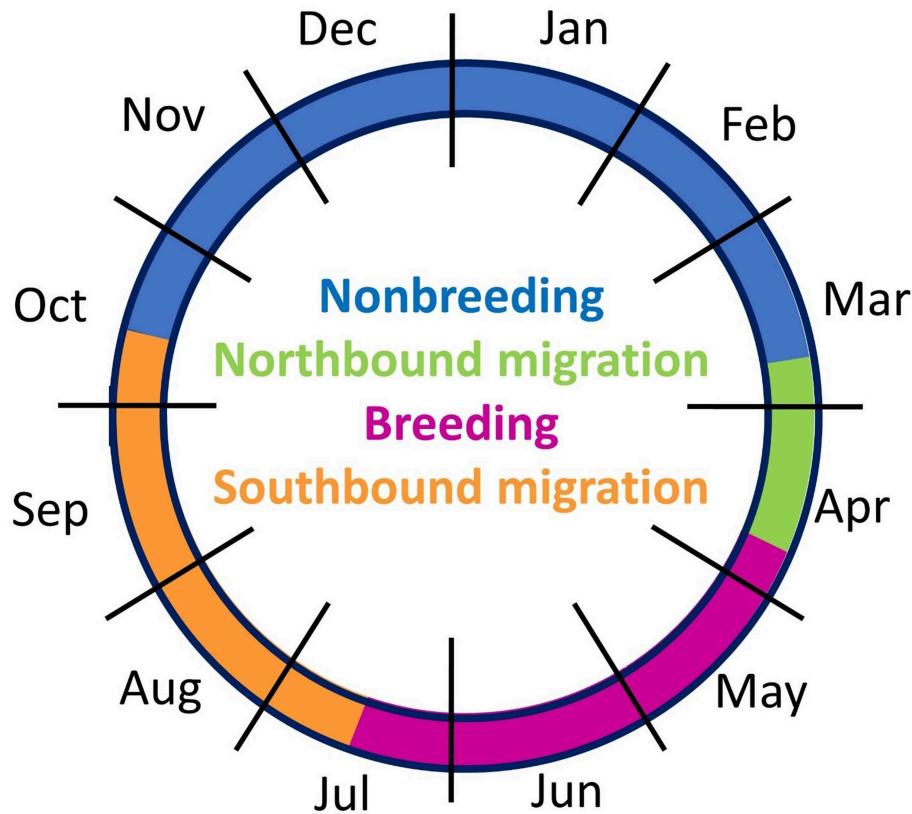 Dec
Jan
Nov
Feb
Oct
Mar
Nonbreeding
Northbound migration
Breeding
Southbound migration
Sep
Apr
Aug
May
Jul
Jun